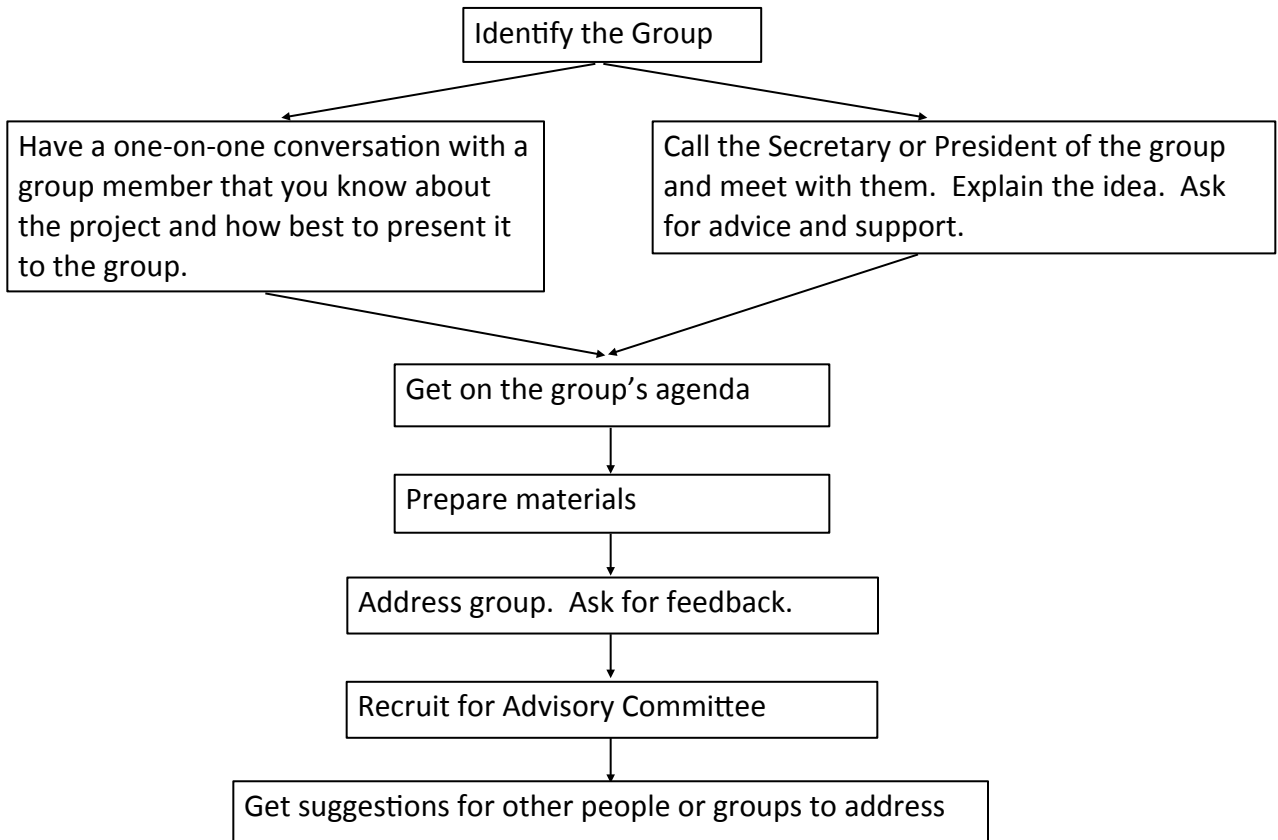 Identify the Group
Have a one-on-one conversation with a
group member that you know about
the project and how best to present it
to the group.
Call the Secretary or President of the group
and meet with them.  Explain the idea.  Ask
for advice and support.
Get on the group’s agenda
Prepare materials
Address group.  Ask for feedback.
Recruit for Advisory Committee
Get suggestions for other people or groups to address